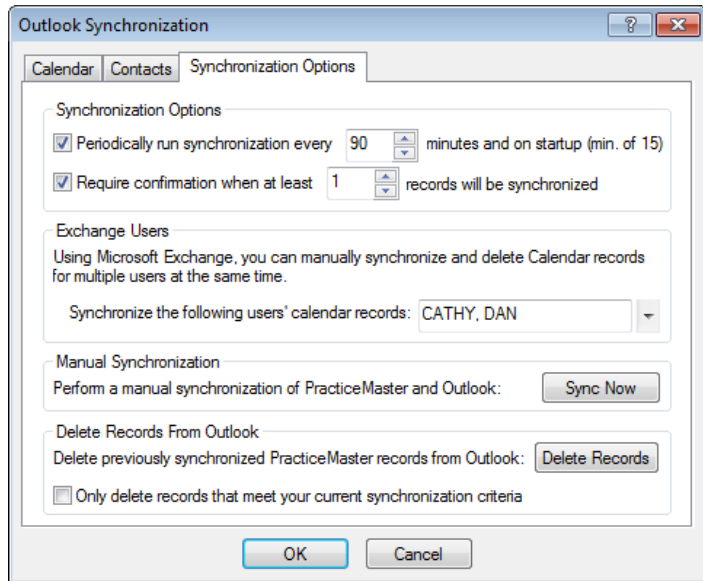 Outlook Synchronization
Calendar Contacts Synchronization Options
Synchronization Options
Periodically run synchronization every 90 minutes and on startup (min. of 15)
Require confirmation when at least 1 records will be synchronized
Exchange Users
Using Microsoft Exchange, you can manually synchronize and delete Calendar records
for multiple users at the same time.
Synchronize the following users' calendar records: CATHY, DAN
Manual Synchronization
Perform a manual synchronization of PracticeMaster and Outlook: Sync Now
Delete Records From Outlook
Delete previously synchronized PracticeMaster records from Outlook: Delete Records
Only delete records that meet your current synchronization criteria
OK Cancel